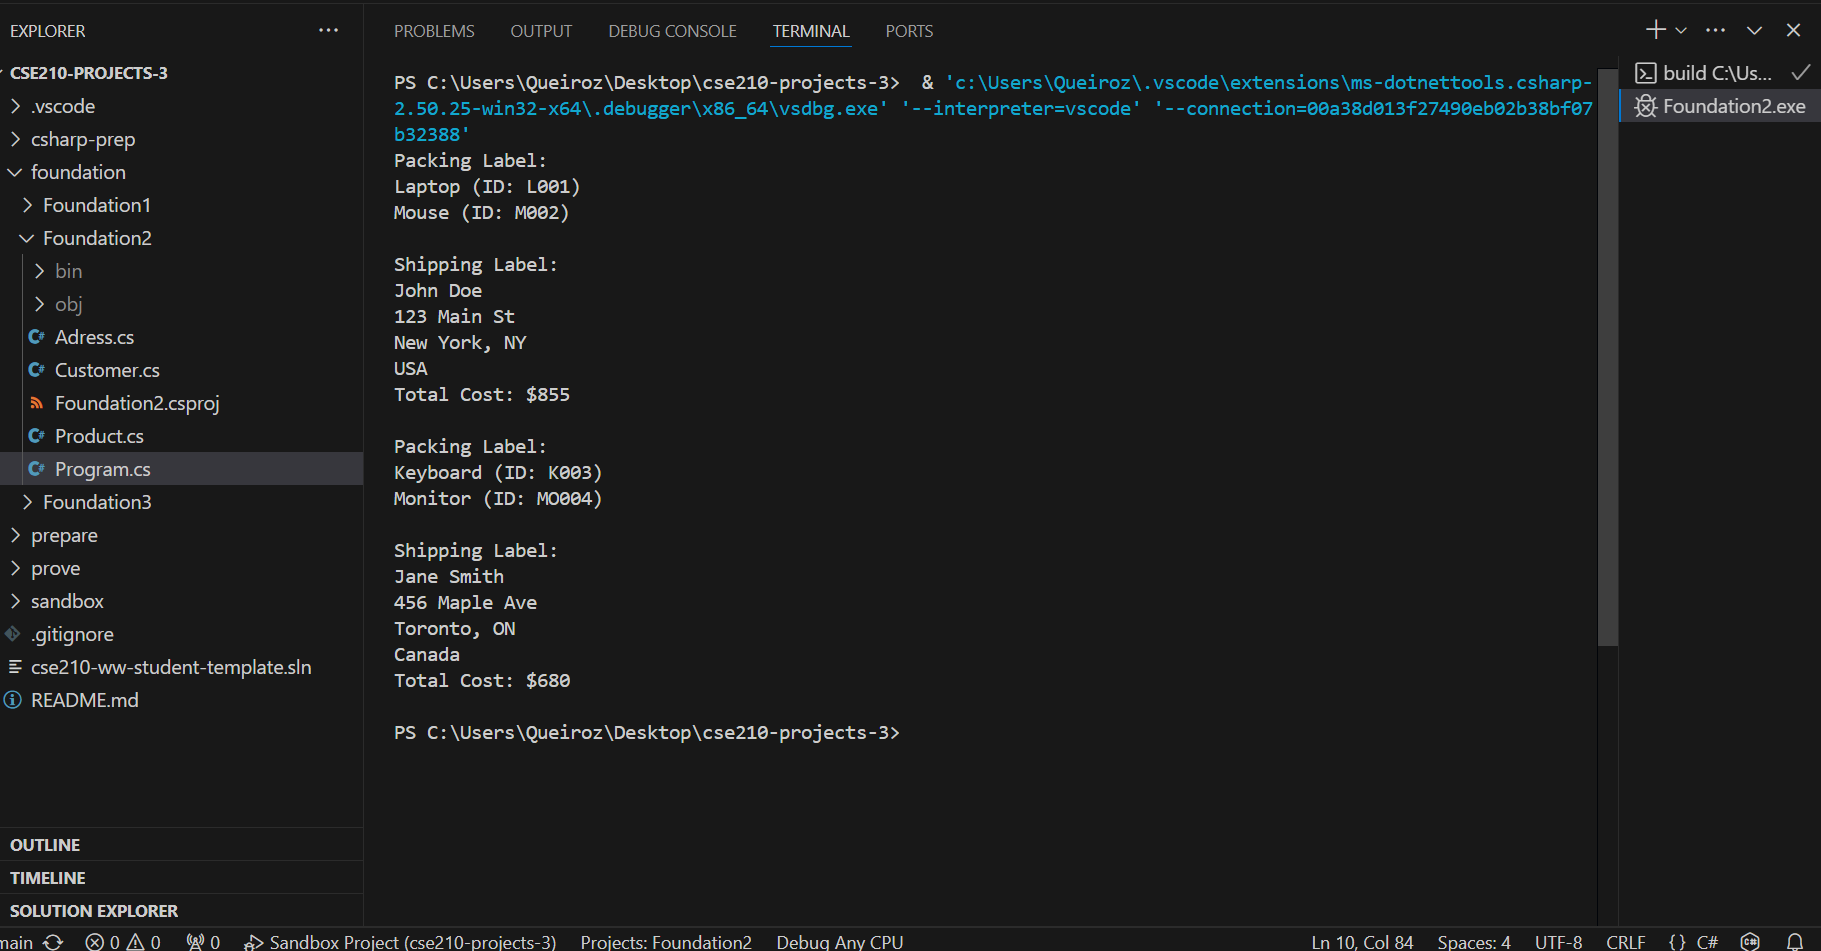 EXPLORER
CSE210-PROJECTS-3
.vscode
csharp-prep
foundation
Foundation1
Foundation2
bin
obj
Adress.cs
Customer.cs
Foundation2.csproj
Product.cs
Program.cs
Foundation3
prepare
prove
sandbox
.gitignore
cse210-ww-student-template.sln
README.md
OUTLINE
TIMELINE
SOLUTION EXPLORER
PROBLEMS OUTPUT DEBUG CONSOLE TERMINAL PORTS
PS C:\Users\Queiroz\Desktop\cse210-projects-3>  & 'c:\Users\Queiroz\.vscode\extensions\ms-dotnettools.csharp-
2.50.25-win32-x64\.debugger\x86_64\vsdbg.exe' '--interpreter=vscode' '--connection=00a38d013f27490eb02b38bf07
b32388'
Packing Label:
Laptop (ID: L001)
Mouse (ID: M002)
Shipping Label:
John Doe
123 Main St
New York, NY
USA
Total Cost: $855
Packing Label:
Keyboard (ID: K003)
Monitor (ID: MO004)
Shipping Label:
Jane Smith
456 Maple Ave
Toronto, ON
Canada
Total Cost: $680
PS C:\Users\Queiroz\Desktop\cse210-projects-3>
build C:\Us...
Foundation2.exe
main 0 0 0 Sandbox Project (cse210-projects-3) Projects: Foundation2 Debug Any CPU Ln 10, Col 84 Spaces: 4 UTF-8 CRLF {} C#